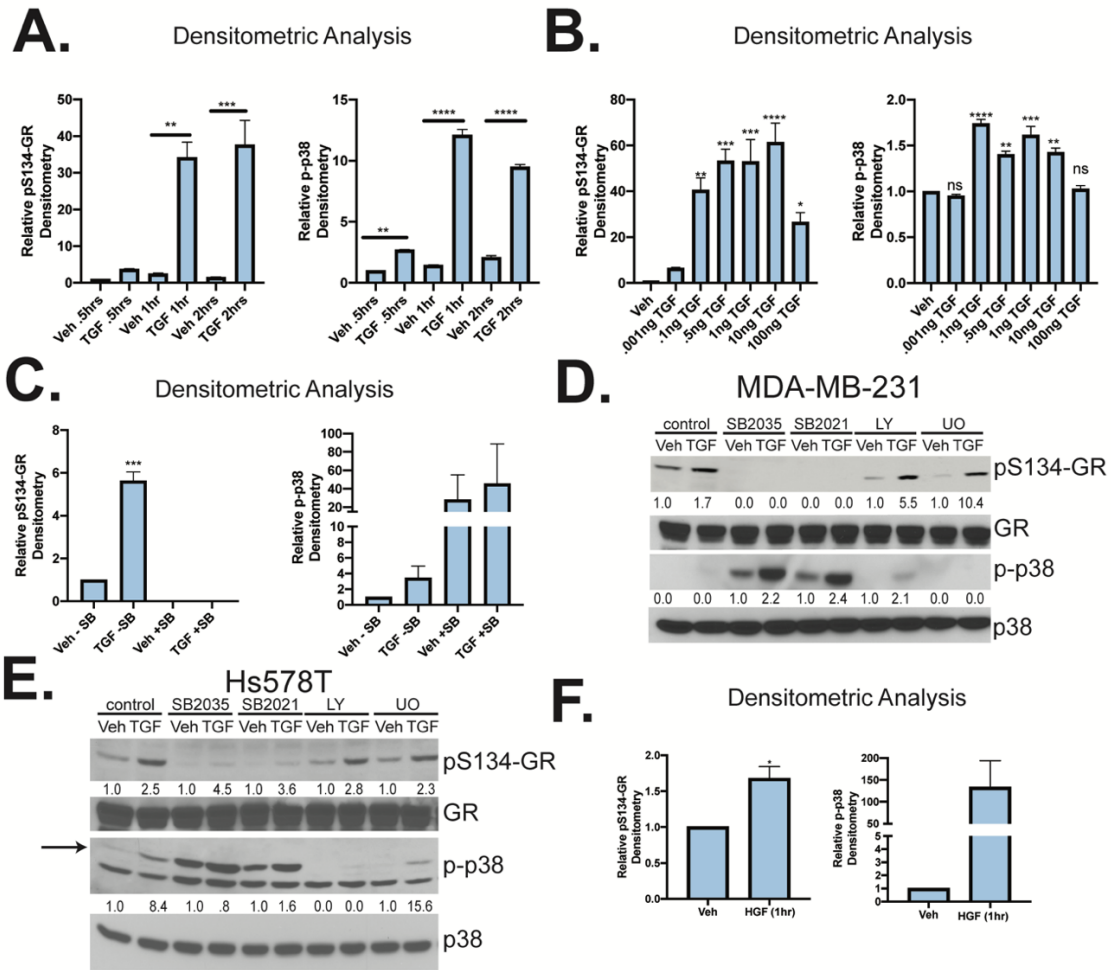 A.
Densitometric Analysis
Relative pS134-GR
Densitometry
50
40
30
20
10
0
**
***
Veh .5hrs
TGF .5hrs
Veh 1hr
TGF 1hr
Veh 2hrs
TGF 2hrs
Relative p-p38
Densitometry
15
10
5
0
**
****
****
Veh .5hrs
TGF .5hrs
Veh 1hr
TGF 1hr
Veh 2hrs
TGF 2hrs
B.
Densitometric Analysis
Relative pS134-GR
Densitometry
80
60
40
20
0
**
***
***
****
*
Veh
.001ng TGF
.1ng TGF
.5ng TGF
1ng TGF
10ng TGF
100ng TGF
Relative p-p38
Densitometry
2.0
1.5
1.0
0.5
0.0
ns
****
**
***
**
ns
Veh
.001ng TGF
.1ng TGF
.5ng TGF
1ng TGF
10ng TGF
100ng TGF
C.
Densitometric Analysis
Relative pS134-GR
Densitometry
8
6
4
2
0
***
Veh - SB
TGF -SB
Veh +SB
TGF +SB
Relative p-p38
Densitometry
100
80
60
40
20
10
8
6
4
2
0
Veh - SB
TGF -SB
Veh +SB
TGF +SB
D.
MDA-MB-231
control SB2035 SB2021 LY UO
Veh TGF Veh TGF Veh TGF Veh TGF Veh TGF
pS134-GR
1.0 1.7 0.0 0.0 0.0 0.0 1.0 5.5 1.0 10.4
GR
p-p38
0.0 0.0 1.0 2.2 1.0 2.4 1.0 2.1 0.0 0.0
p38
E.
Hs578T
control SB2035 SB2021 LY UO
Veh TGF Veh TGF Veh TGF Veh TGF Veh TGF
pS134-GR
1.0 2.5 1.0 4.5 1.0 3.6 1.0 2.8 1.0 2.3
GR
p-p38
1.0 8.4 1.0 .8 1.0 1.6 0.0 0.0 1.0 15.6
p38
F.
Densitometric Analysis
Relative pS134-GR
Densitometry
2.0
1.5
1.0
0.5
0.0
*
Veh
HGF (1hr)
Relative p-p38
Densitometry
200
150
100
50
5
4
3
2
1
0
Veh
HGF (1hr)